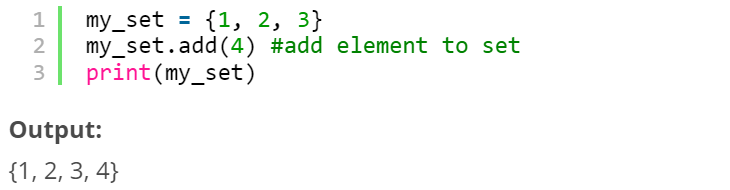 1 my_set = {1, 2, 3}
2 my_set.add(4) #add element to set
3 print(my_set)
Output:
{1, 2, 3, 4}